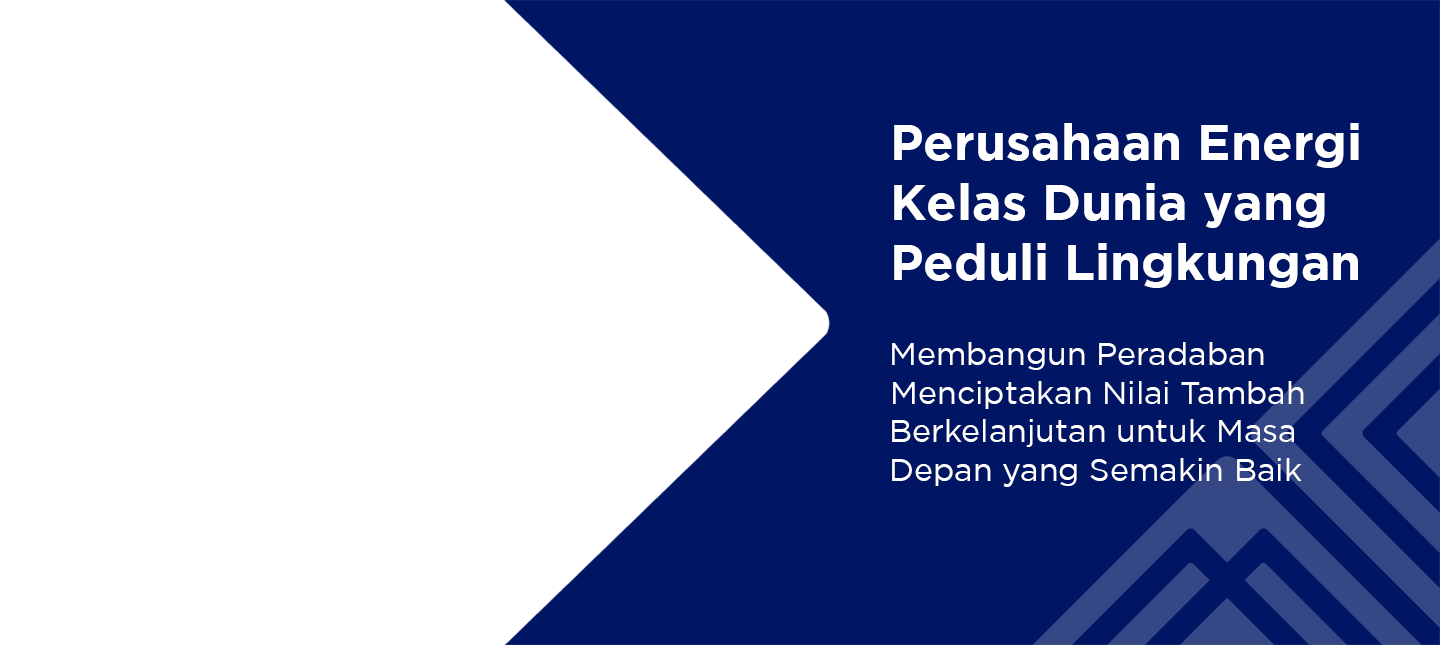 Perusahaan Energi
Kelas Dunia yang
Peduli Lingkungan
Membangun Peradaban
Menciptakan Nilai Tambah
Berkelanjutan untuk Masa
Depan yang Semakin Baik